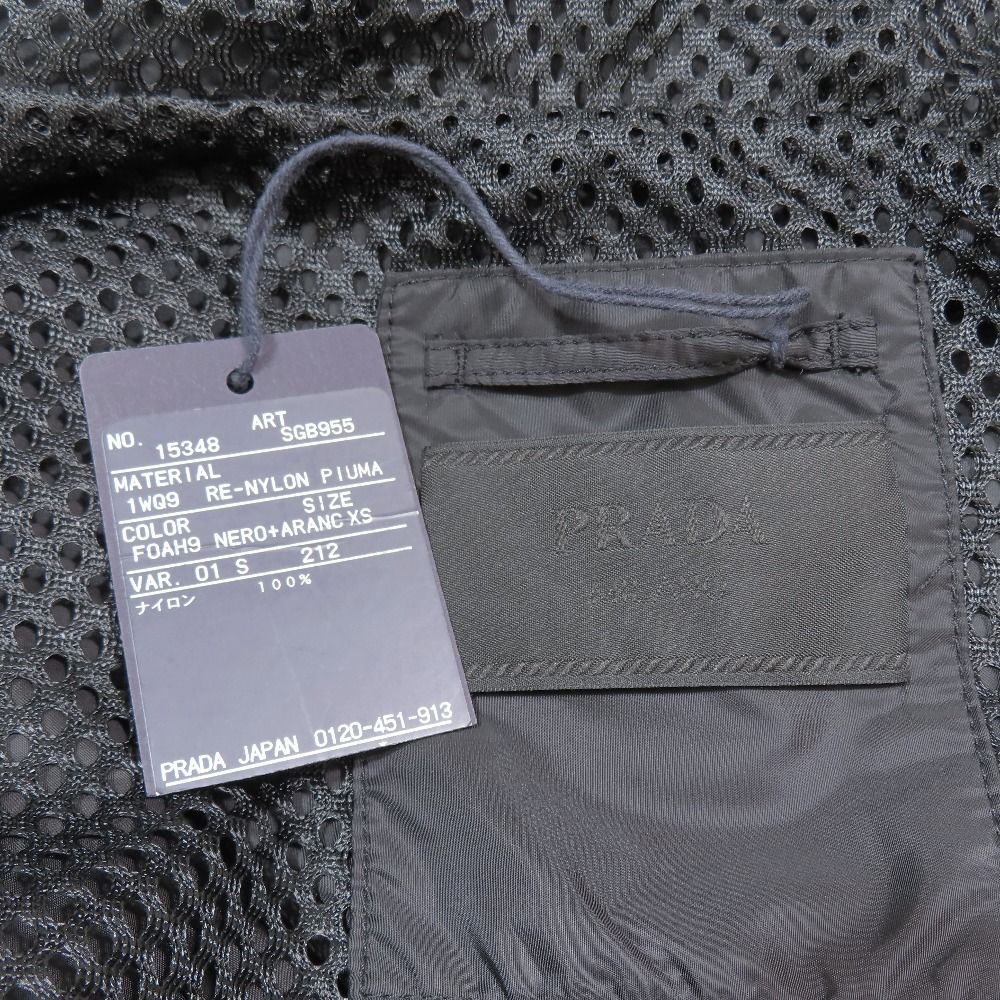 NO. 15348 ART SGB955
MATERIAL
1WQ9 RE-NYLON PIUMA
COLOR SIZE
F0AH9 NERO+ARANC XS
VAR. 01 S 212
ナイロン 100%
PRADA JAPAN 0120-451-913
PRADA
MILANO